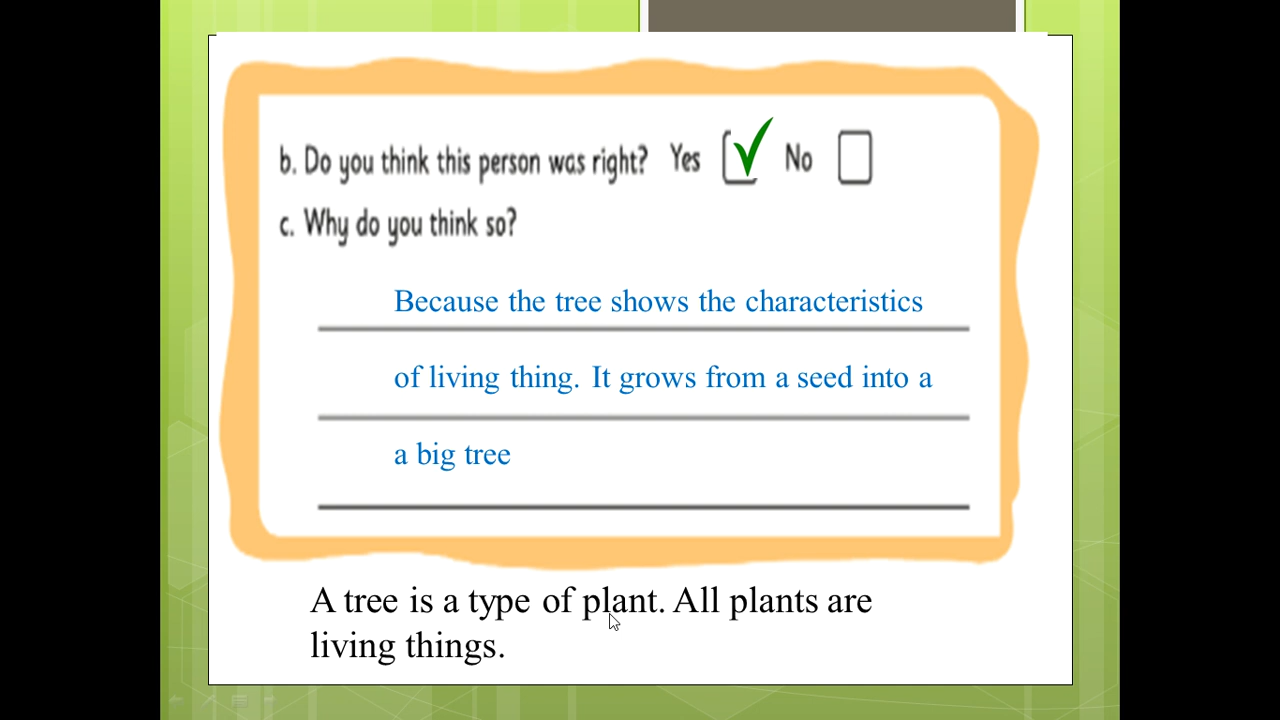 b. Do you think this person was right? Yes No
c. Why do you think so?
Because the tree shows the characteristics
of living thing. It grows from a seed into a
a big tree
A tree is a type of plant. All plants are
living things.